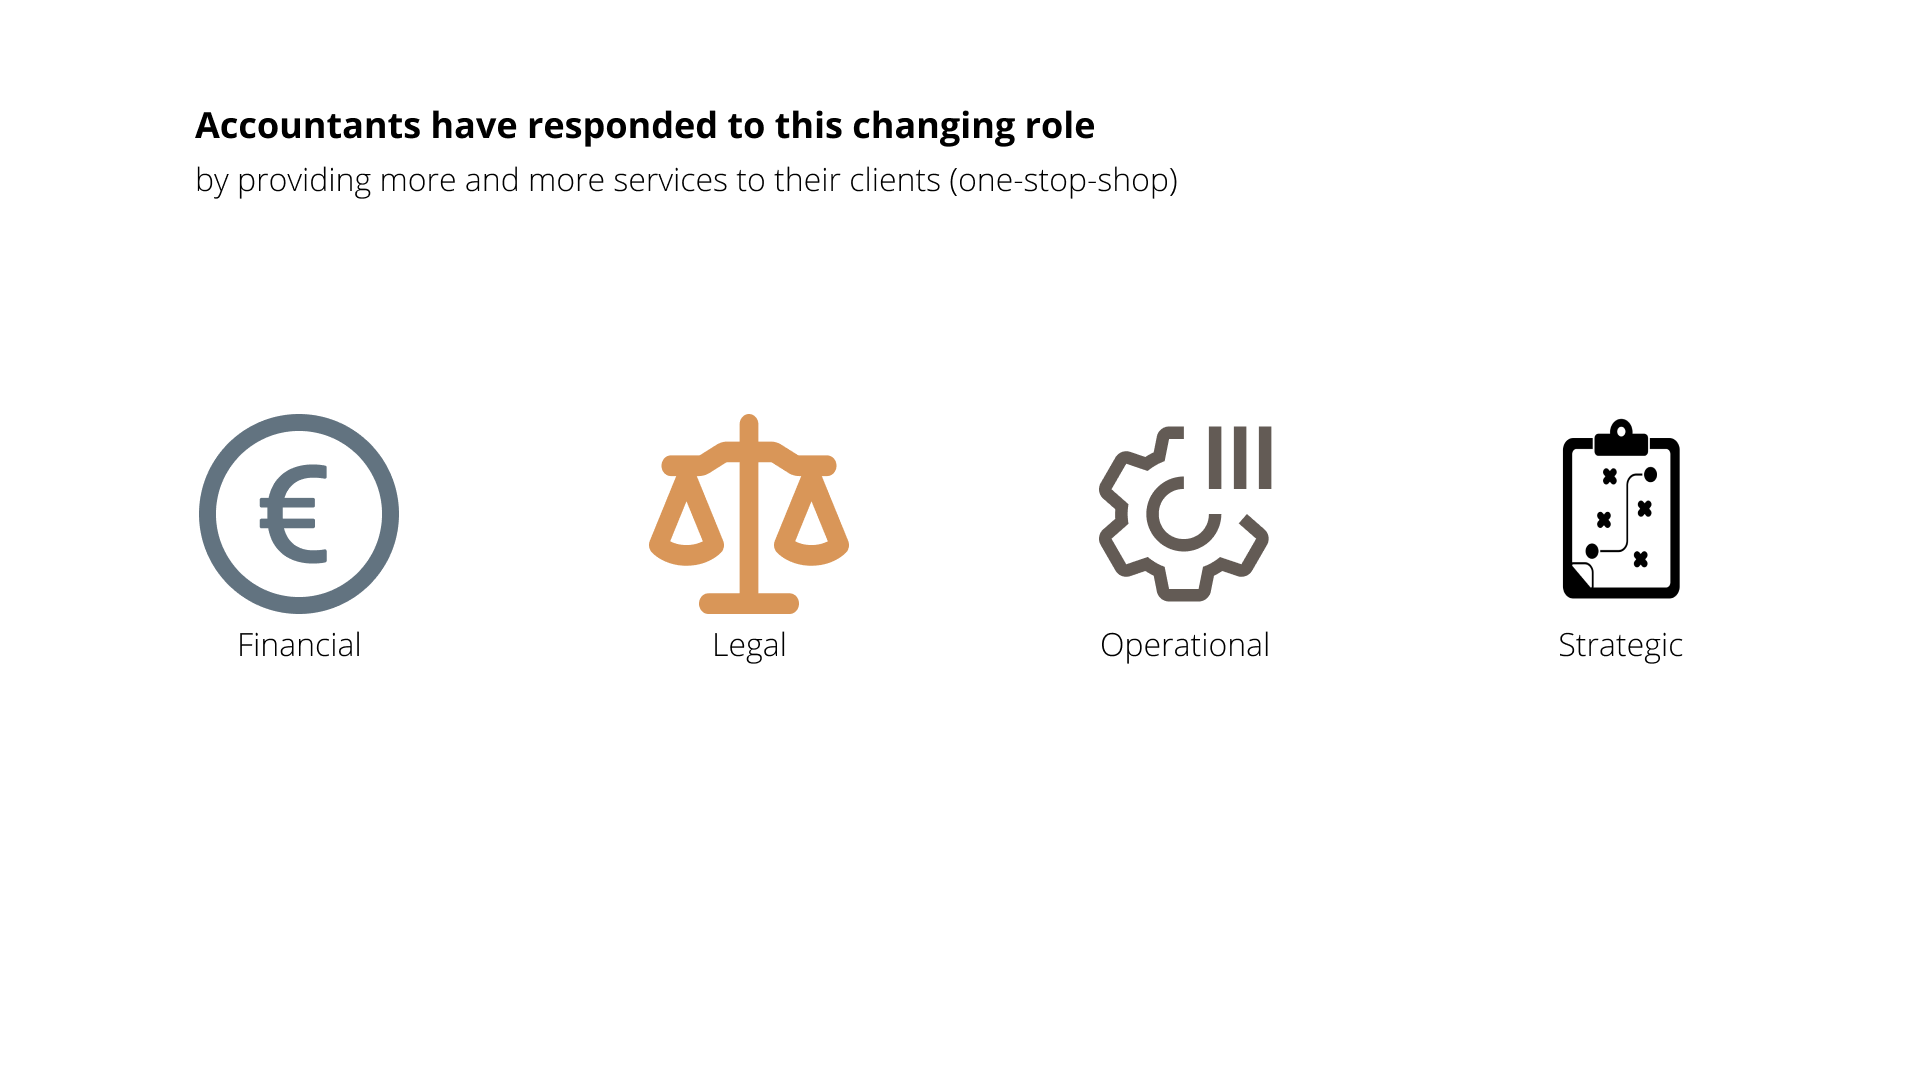 Accountants have responded to this changing role
by providing more and more services to their clients (one-stop-shop)
€
Financial
Legal
Operational
Strategic